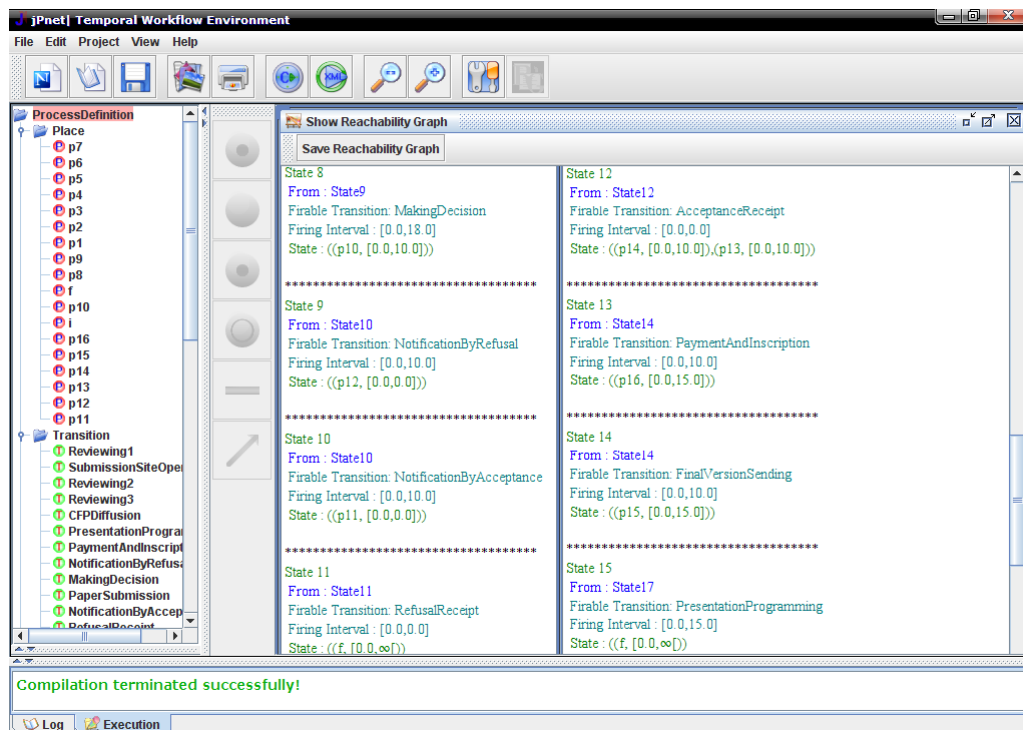 jPnet| Temporal Workflow Environment
File Edit Project View Help
N
C
XML
ProcessDefinition
Place
P p7
P p6
P p5
P p4
P p3
P p2
P p1
P p9
P p8
P f
P p10
P i
P p16
P p15
P p14
P p13
P p12
P p11
Transition
T Reviewing1
T SubmissionSiteOpe
T Reviewing2
T Reviewing3
T CFPDiffusion
T PresentationProgra
T PaymentAndInscript
T NotificationByRefus
T MakingDecision
T PaperSubmission
T NotificationByAccep
T RefusalReceipt
Show Reachability Graph
Save Reachability Graph
State 8
From : State9
Firable Transition: MakingDecision
Firing Interval : [0.0,18.0]
State : ((p10, [0.0,10.0]))
************************************
State 9
From : State10
Firable Transition: NotificationByRefusal
Firing Interval : [0.0,10.0]
State : ((p12, [0.0,0.0]))
************************************
State 10
From : State10
Firable Transition: NotificationByAcceptance
Firing Interval : [0.0,10.0]
State : ((p11, [0.0,0.0]))
************************************
State 11
From : State11
Firable Transition: RefusalReceipt
Firing Interval : [0.0,0.0]
State : ((f, [0.0,∞[))
State 12
From : State12
Firable Transition: AcceptanceReceipt
Firing Interval : [0.0,0.0]
State : ((p14, [0.0,10.0]),(p13, [0.0,10.0]))
************************************
State 13
From : State14
Firable Transition: PaymentAndInscription
Firing Interval : [0.0,10.0]
State : ((p16, [0.0,15.0]))
************************************
State 14
From : State14
Firable Transition: FinalVersionSending
Firing Interval : [0.0,10.0]
State : ((p15, [0.0,15.0]))
************************************
State 15
From : State17
Firable Transition: PresentationProgramming
Firing Interval : [0.0,15.0]
State : ((f, [0.0,∞[))
Compilation terminated successfully!
Log Execution